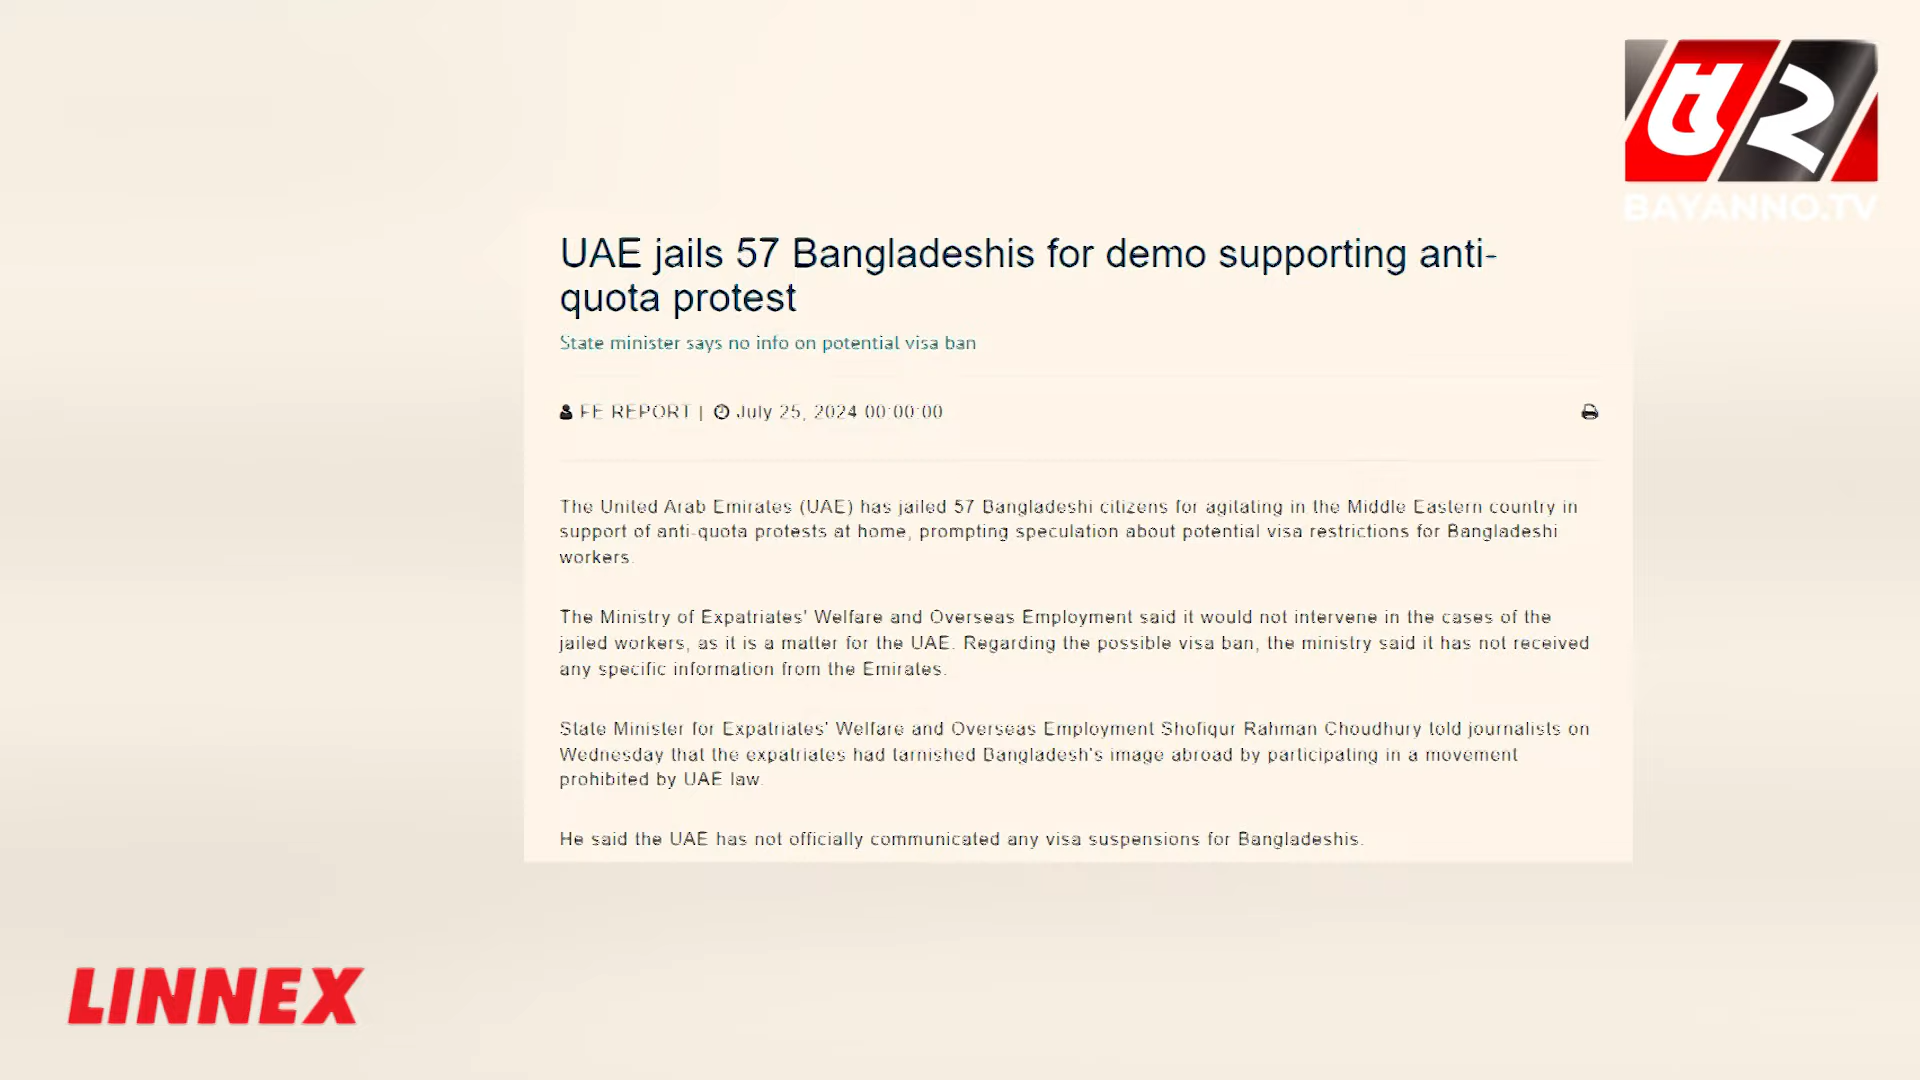 ৫২
BAYANNO.TV
UAE jails 57 Bangladeshis for demo supporting anti-
quota protest
State minister says no info on potential visa ban
FE REPORT | July 25, 2024 00:00:00
The United Arab Emirates (UAE) has jailed 57 Bangladeshi citizens for agitating in the Middle Eastern country in
support of anti-quota protests at home, prompting speculation about potential visa restrictions for Bangladeshi
workers.
The Ministry of Expatriates' Welfare and Overseas Employment said it would not intervene in the cases of the
jailed workers, as it is a matter for the UAE. Regarding the possible visa ban, the ministry said it has not received
any specific information from the Emirates.
State Minister for Expatriates' Welfare and Overseas Employment Shofiqur Rahman Choudhury told journalists on
Wednesday that the expatriates had tarnished Bangladesh's image abroad by participating in a movement
prohibited by UAE law.
He said the UAE has not officially communicated any visa suspensions for Bangladeshis.
LINNEX